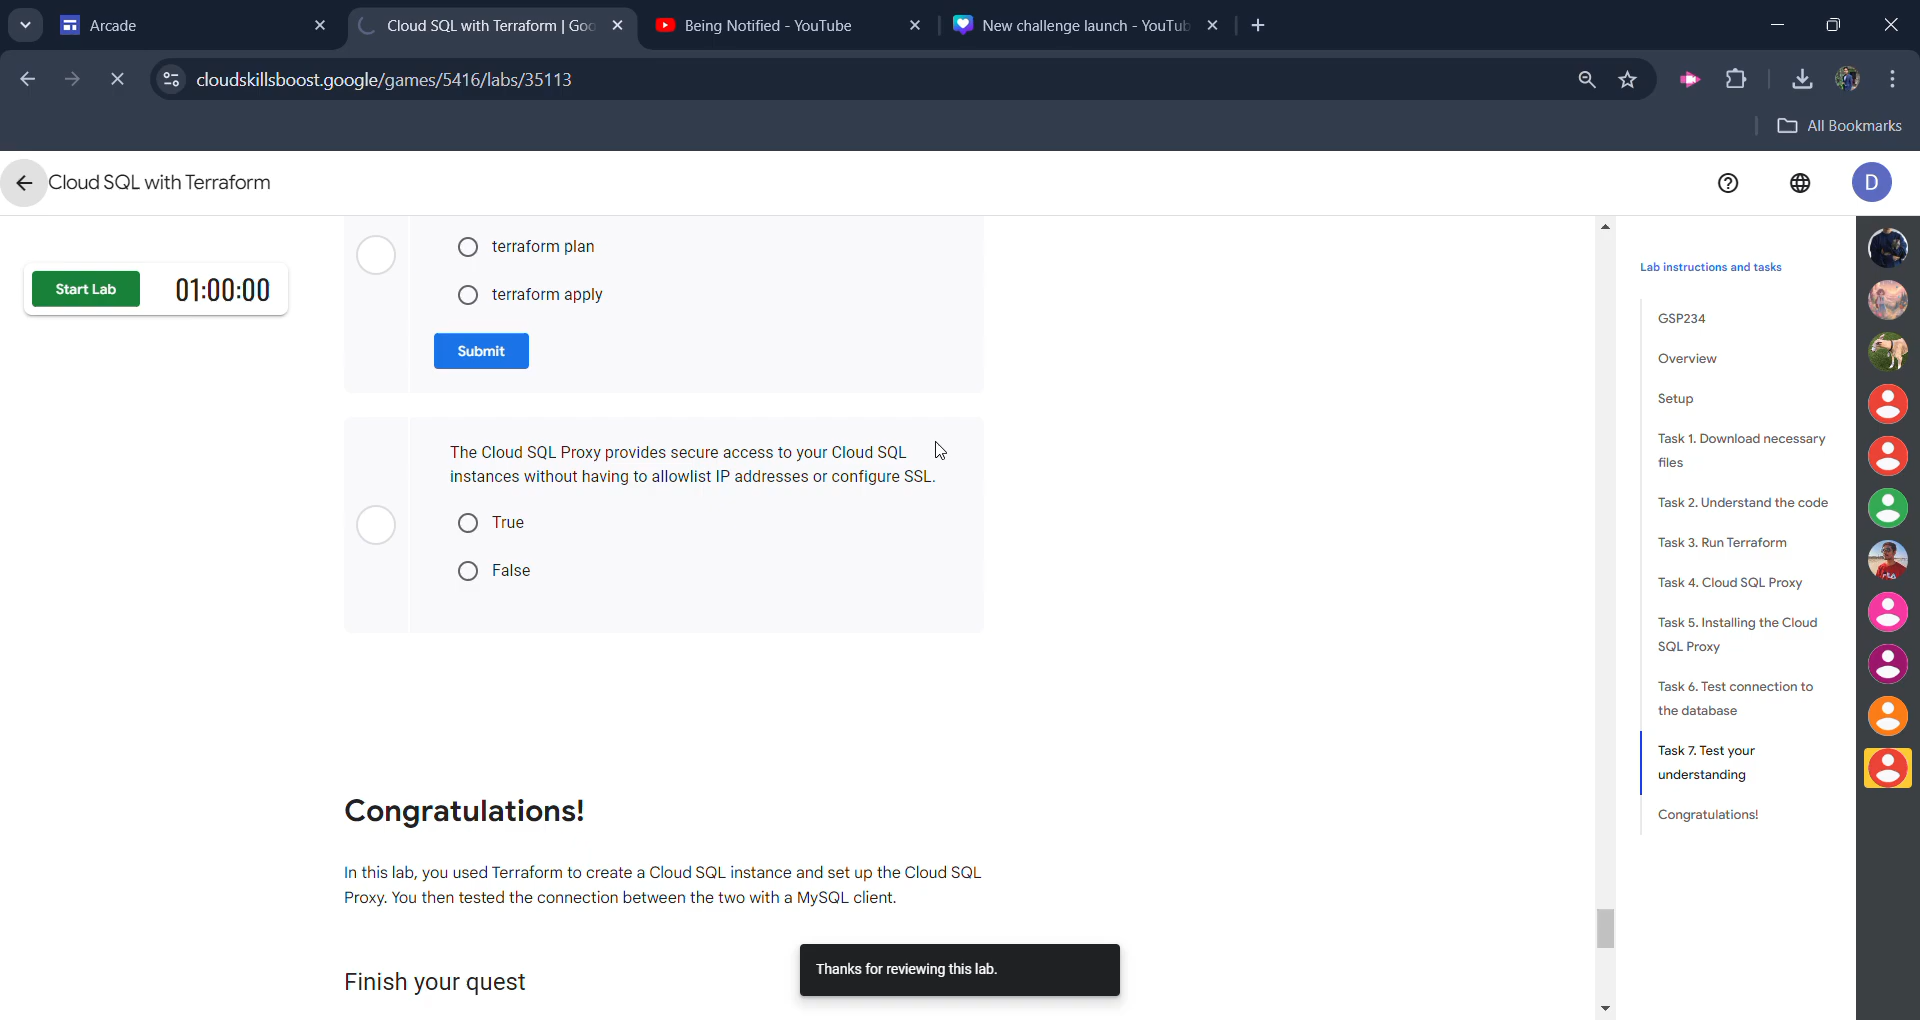 Arcade
Cloud SQL with Terraform | Goo
Being Notified - YouTube
New challenge launch - YouTub
cloudskillsboost.google/games/5416/labs/35113
All Bookmarks
Cloud SQL with Terraform
D
Start Lab
01:00:00
terraform plan
terraform apply
Submit
The Cloud SQL Proxy provides secure access to your Cloud SQL
instances without having to allowlist IP addresses or configure SSL.
True
False
Congratulations!
In this lab, you used Terraform to create a Cloud SQL instance and set up the Cloud SQL
Proxy. You then tested the connection between the two with a MySQL client.
Finish your quest
Thanks for reviewing this lab.
Lab instructions and tasks
GSP234
Overview
Setup
Task 1. Download necessary
files
Task 2. Understand the code
Task 3. Run Terraform
Task 4. Cloud SQL Proxy
Task 5. Installing the Cloud
SQL Proxy
Task 6. Test connection to
the database
Task 7. Test your
understanding
Congratulations!